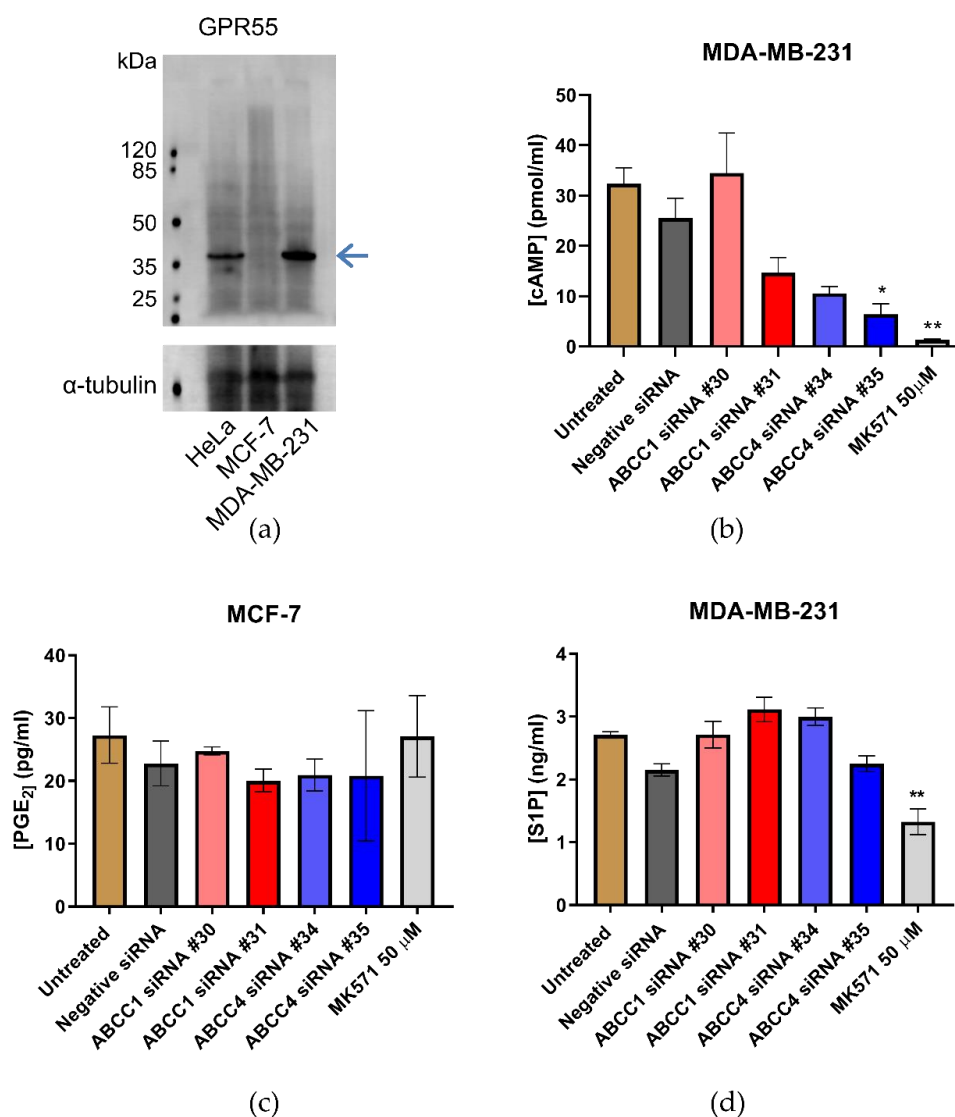 GPR55
kDa
120
85
50
35
25
α-tubulin
HeLa
MCF-7
MDA-MB-231
(a)
MDA-MB-231
[cAMP] (pmol/ml)
50
40
30
20
10
0
*
**
Untreated
Negative siRNA
ABCC1 siRNA #30
ABCC1 siRNA #31
ABCC4 siRNA #34
ABCC4 siRNA #35
MK571 50μM
(b)
MCF-7
[PGE₂] (pg/ml)
40
30
20
10
0
Untreated
Negative siRNA
ABCC1 siRNA #30
ABCC1 siRNA #31
ABCC4 siRNA #34
ABCC4 siRNA #35
MK571 50 μM
(c)
MDA-MB-231
[S1P] (ng/ml)
4
3
2
1
0
**
Untreated
Negative siRNA
ABCC1 siRNA #30
ABCC1 siRNA #31
ABCC4 siRNA #34
ABCC4 siRNA #35
MK571 50 μM
(d)